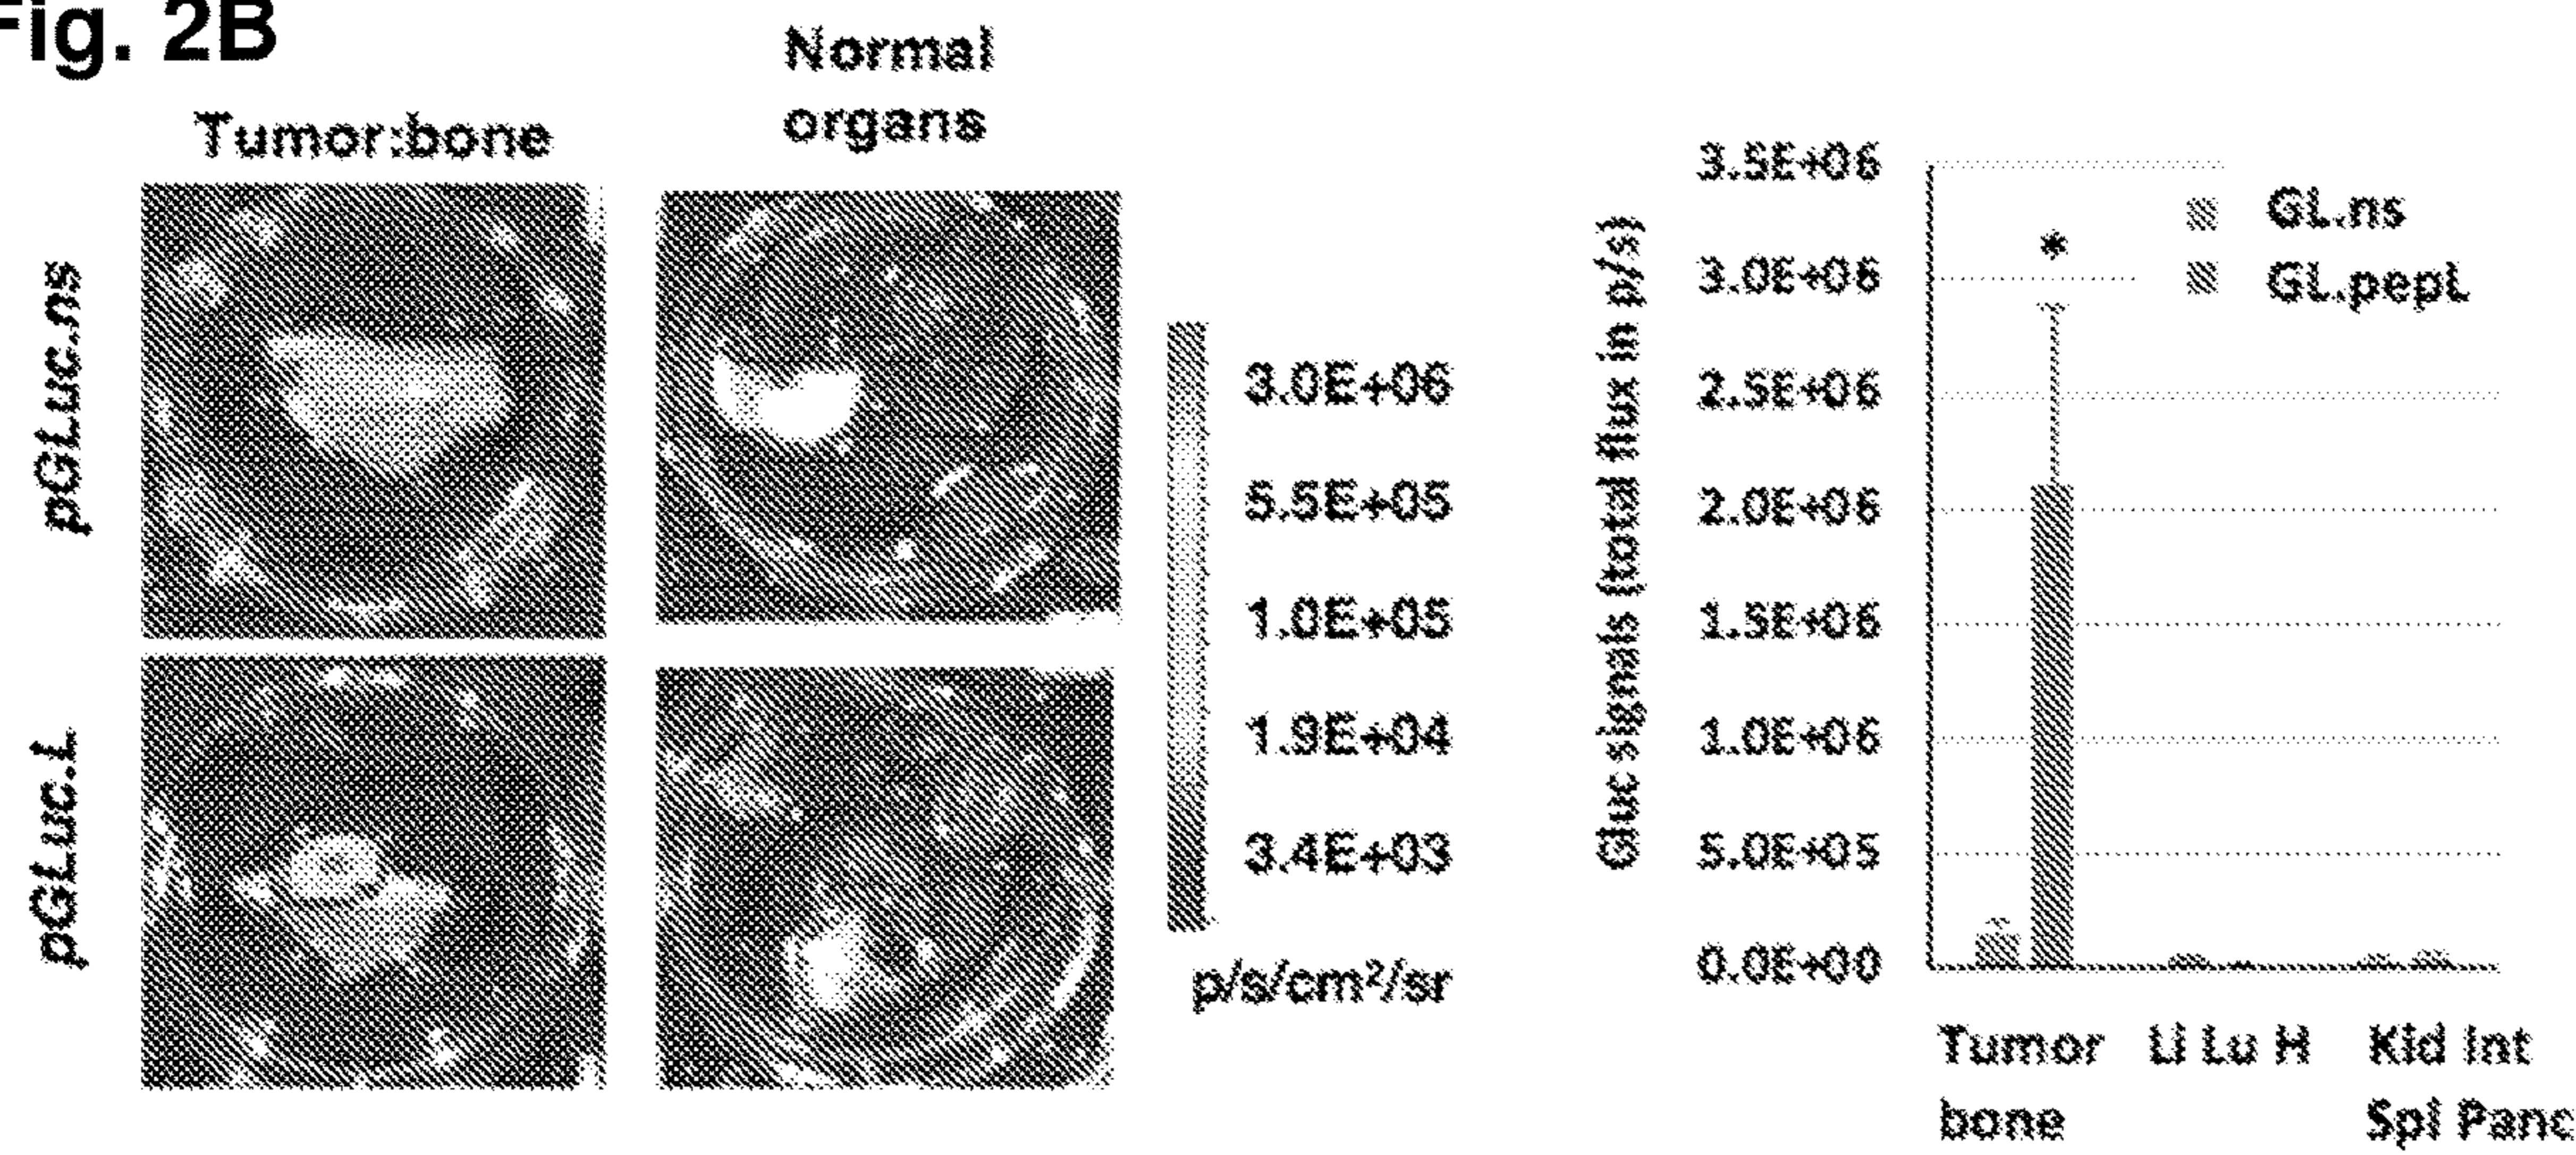 Fig. 2B
Tumor:bone
Normal
organs
pGLuc.ns
pGLuc.L
3.0E+06
5.5E+05
1.0E+05
1.9E+04
3.4E+03
p/s/cm²/sr
Gluc signals (total flux in p/s)
3.5E+06
3.0E+06
2.5E+06
2.0E+06
1.5E+06
1.0E+06
5.0E+05
0.0E+00
*
GL.ns
GL.pepL
Tumor
bone
Li Lu H
Kid Int
Spl Panc